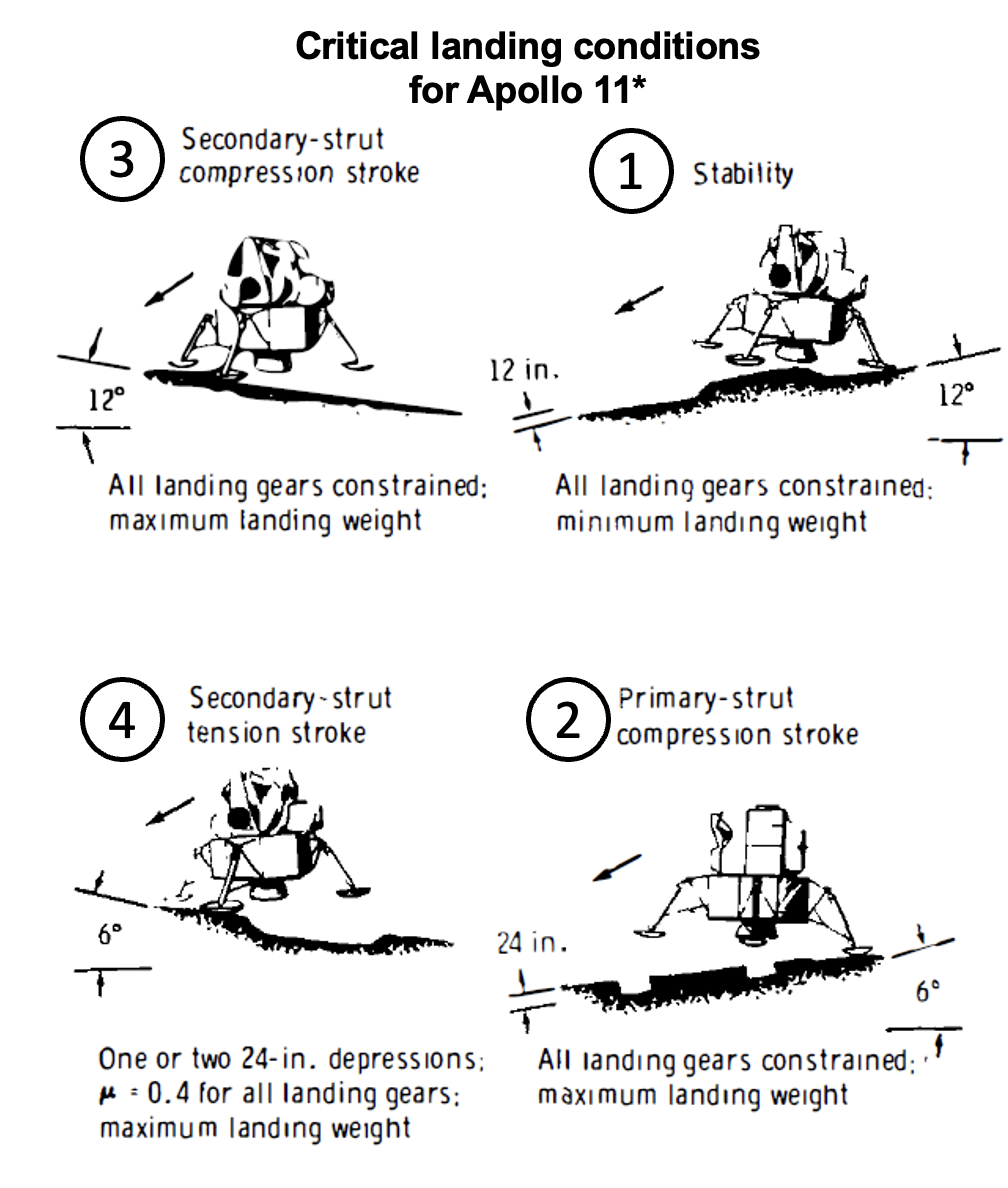 Critical landing conditions
for Apollo 11*
3
Secondary-strut
compression stroke
12°
All landing gears constrained;
maximum landing weight
1
Stability
12 in.
12°
All landing gears constrained;
minimum landing weight
4
Secondary-strut
tension stroke
6°
One or two 24-in. depressions;
μ = 0.4 for all landing gears;
maximum landing weight
2
Primary-strut
compression stroke
24 in.
6°
All landing gears constrained;
maximum landing weight